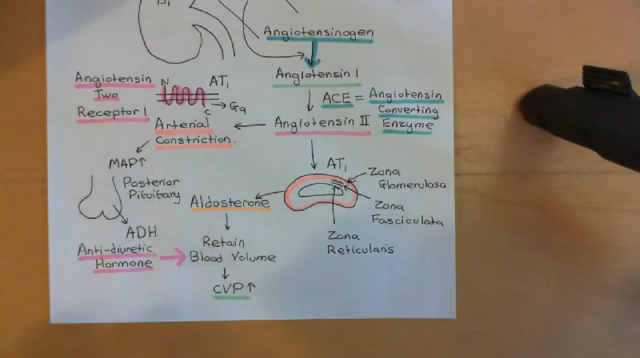 β1
Angiotensinogen
Angiotensin I
ACE = Angiotensin
Converting
Enzyme
Angiotensin
Two
Receptor 1
N
AT1
C
Gq
Angiotensin II
Arterial
Constriction.
MAP↑
Posterior
Pituitary
ADH
Anti-diuretic
Hormone
AT1
Zona
Glomerulosa
Zona
Fasciculata
Zona
Reticularis
Aldosterone
Retain
Blood Volume
CVP↑